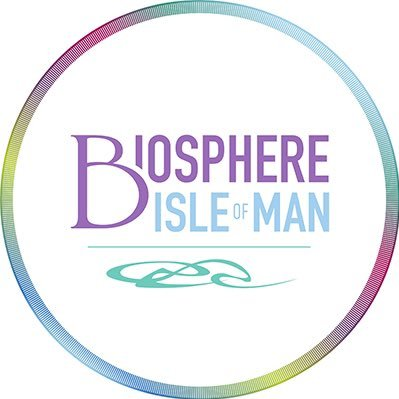 BIOSPHERE
ISLE OF MAN